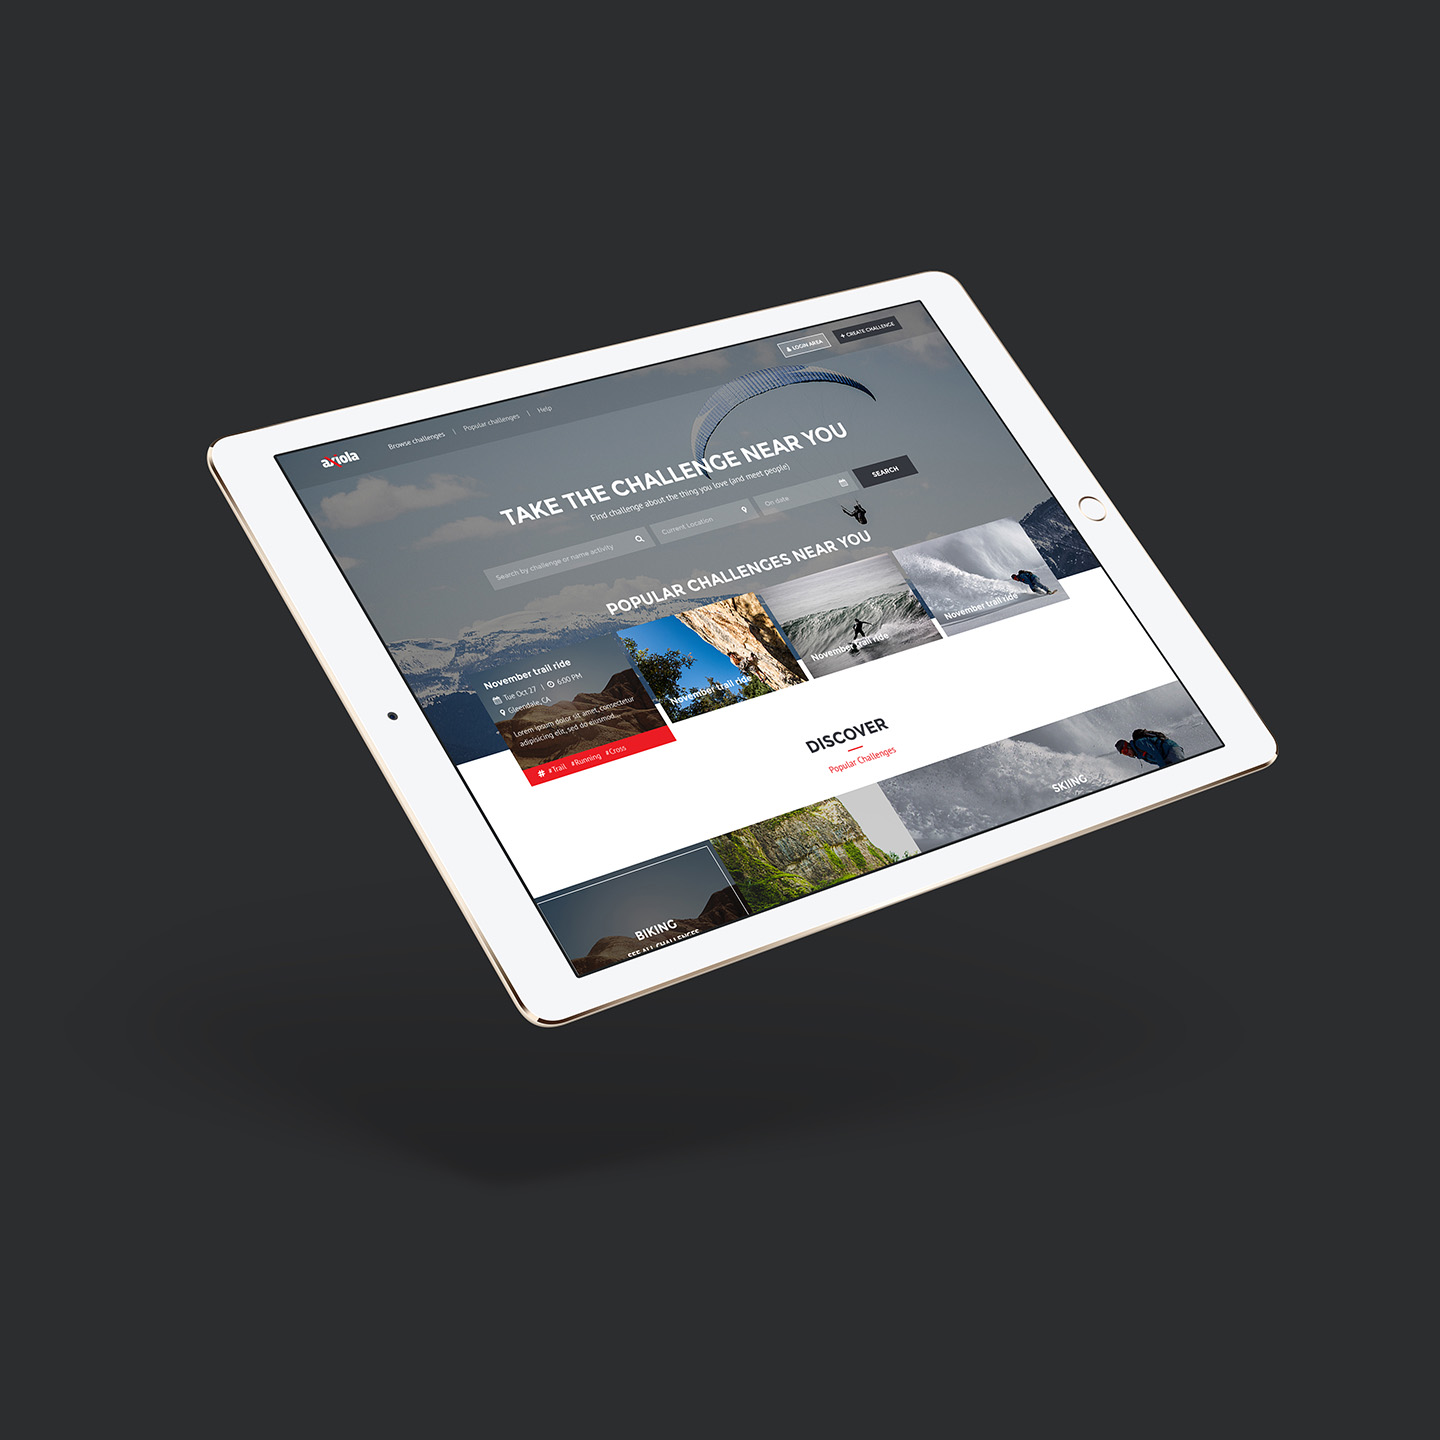 axiola
Browse challenges | Popular challenges | Help
LOGIN AREA
+ CREATE CHALLENGE
TAKE THE CHALLENGE NEAR YOU
Find challenge about the thing you love (and meet people)
Search by challenge or name activity
Current Location
On date
SEARCH
POPULAR CHALLENGES NEAR YOU
November trail ride
Tue Oct 27 | 6:00 PM
Gleendale, CA
Lorem ipsum dolor sit amet, consectetur
adipisicing elit, sed do eiusmod...
# #Trail #Running #Cross
November trail ride
November trail ride
November trail ride
DISCOVER
Popular Challenges
SKIING
BIKING
SEE ALL CHALLENGES